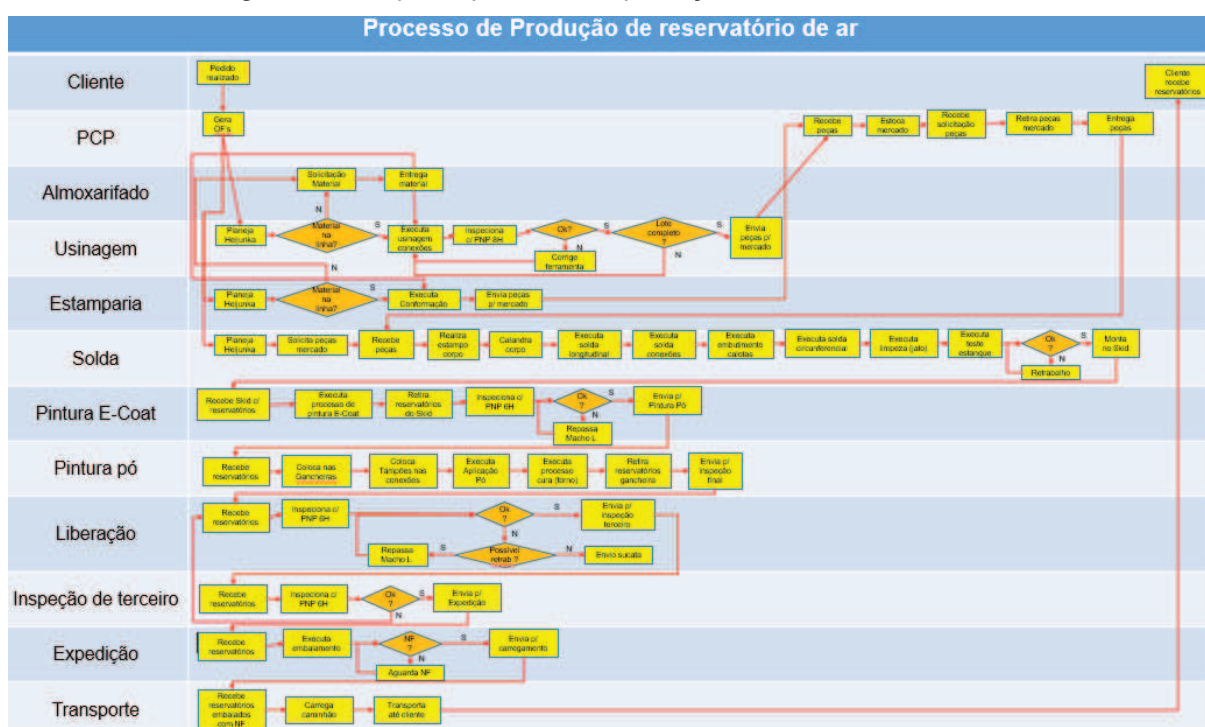 Processo de Produção de reservatório de ar
Cliente
Pedido
realizado
Cliente
recebe
reservatórios
PCP
Gera
OF's
Recebe
peças
Estoca
mercado
Recebe
solicitação
peças
Retira peças
mercado
Entrega
peças
Almoxarifado
Solicitação
Material
Entrega
material
N
Usinagem
Planeja
Heijunka
Material
na
linha?
S
Executa
usinagem
conexões
Inspeciona
c/ PNP 8H
Ok?
S
N
Corrige
ferramenta
Lote
completo
?
S
N
Envia
peças p/
mercado
Estamparia
Planeja
Heijunka
N
Material
na
linha?
S
Executa
Conformação
Envia peças
p/ mercado
Solda
Planeja
Heijunka
Solicita peças
mercado
Recebe
peças
Realiza
estampo
corpo
Calandra
corpo
Executa
solda
longitudinal
Executa
solda
conexões
Executa
embutimento
calotas
Executa solda
circunferencial
Executa
limpeza (jato)
Executa
teste
estanque
Ok
?
S
N
Retrabalho
Monta
no Skid
Pintura E-Coat
Recebe Skid c/
reservatórios
Executa
processo de
pintura E-Coat
Retira
reservatórios
do Skid
Inspeciona c/
PNP 6H
Ok
?
S
N
Repassa
Macho L
Envia p/
Pintura Pó
Pintura pó
Recebe
reservatórios
Coloca nas
Gancheiras
Coloca
Tampões nas
conexões
Executa
Aplicação
Pó
Executa
processo
cura (forno)
Retira
reservatórios
gancheira
Envia p/
inspeção
final
Liberação
Recebe
reservatórios
Inspeciona c/
PNP 6H
Ok
?
S
Envia p/
inspeção
terceiro
Repassa
Macho L
S
Possível
retrab ?
N
Envio sucata
Inspeção de terceiro
Recebe
reservatórios
Inspeciona c/
PNP 6H
Ok
?
S
N
Envia p/
Expedição
Expedição
Recebe
reservatórios
Executa
embalamento
NF
?
S
N
Aguarda NF
Envia p/
carregamento
Transporte
Recebe
reservatórios
embalados
com NF
Carrega
caminhão
Transporta
até cliente